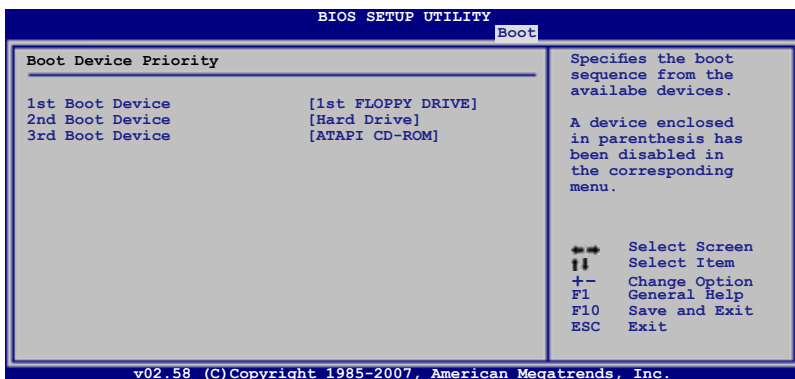 BIOS SETUP UTILITY
Boot
Boot Device Priority
1st Boot Device [1st FLOPPY DRIVE]
2nd Boot Device [Hard Drive]
3rd Boot Device [ATAPI CD-ROM]
Specifies the boot
sequence from the
availabe devices.
A device enclosed
in parenthesis has
been disabled in
the corresponding
menu.
←→ Select Screen
↑↓ Select Item
+- Change Option
F1 General Help
F10 Save and Exit
ESC Exit
v02.58 (C)Copyright 1985-2007, American Megatrends, Inc.